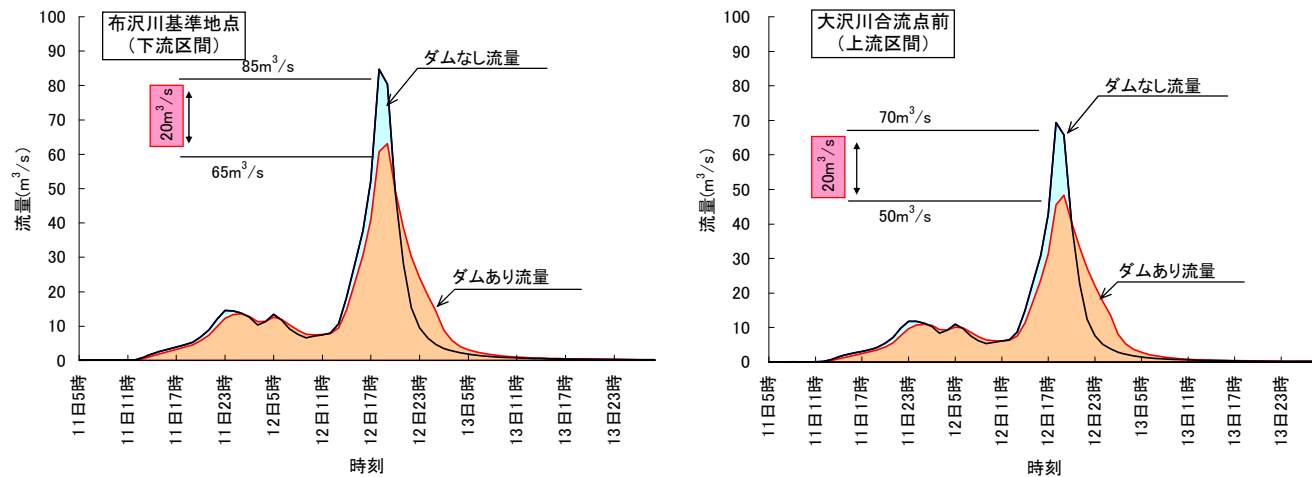 布沢川基準地点
（下流区間）
85m³/s
20m³/s
65m³/s
ダムなし流量
ダムあり流量
流量(m³/s)
100
90
80
70
60
50
40
30
20
10
0
11日5時
11日11時
11日17時
11日23時
12日5時
12日11時
12日17時
12日23時
13日5時
13日11時
13日17時
13日23時
時刻
大沢川合流点前
（上流区間）
70m³/s
20m³/s
50m³/s
ダムなし流量
ダムあり流量
流量(m³/s)
100
90
80
70
60
50
40
30
20
10
0
11日5時
11日11時
11日17時
11日23時
12日5時
12日11時
12日17時
12日23時
13日5時
13日11時
13日17時
13日23時
時刻